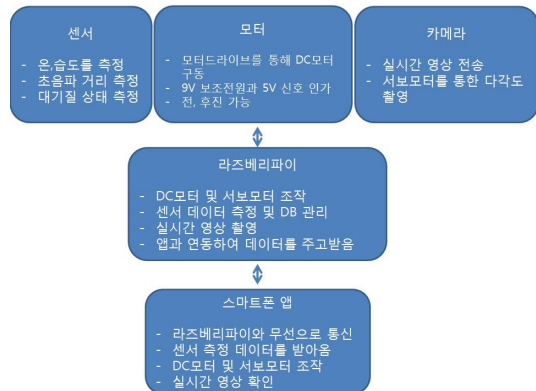 센서
- 온,습도를 측정
- 초음파 거리 측정
- 대기질 상태 측정
모터
- 모터드라이브를 통해 DC모터
구동
- 9V 보조전원과 5V 신호 인가
- 전, 후진 가능
카메라
- 실시간 영상 전송
- 서보모터를 통한 다각도
촬영
라즈베리파이
- DC모터 및 서보모터 조작
- 센서 데이터 측정 및 DB 관리
- 실시간 영상 촬영
- 앱과 연동하여 데이터를 주고받음
스마트폰 앱
- 라즈베리파이와 무선으로 통신
- 센서 측정 데이터를 받아옴
- DC모터 및 서보모터 조작
- 실시간 영상 확인